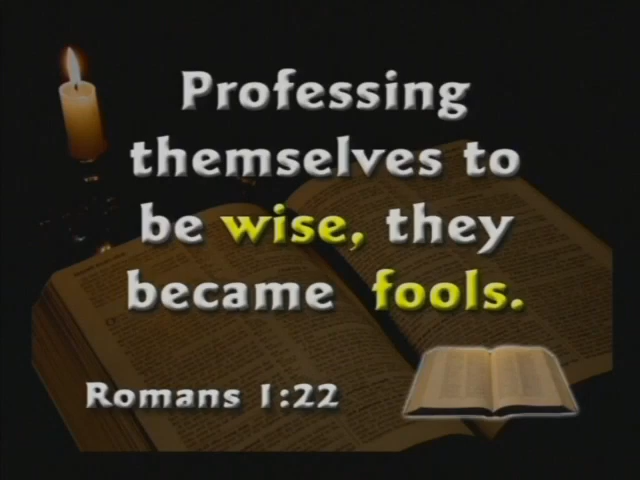 Professing
themselves to
be wise, they
became fools.
Romans 1:22